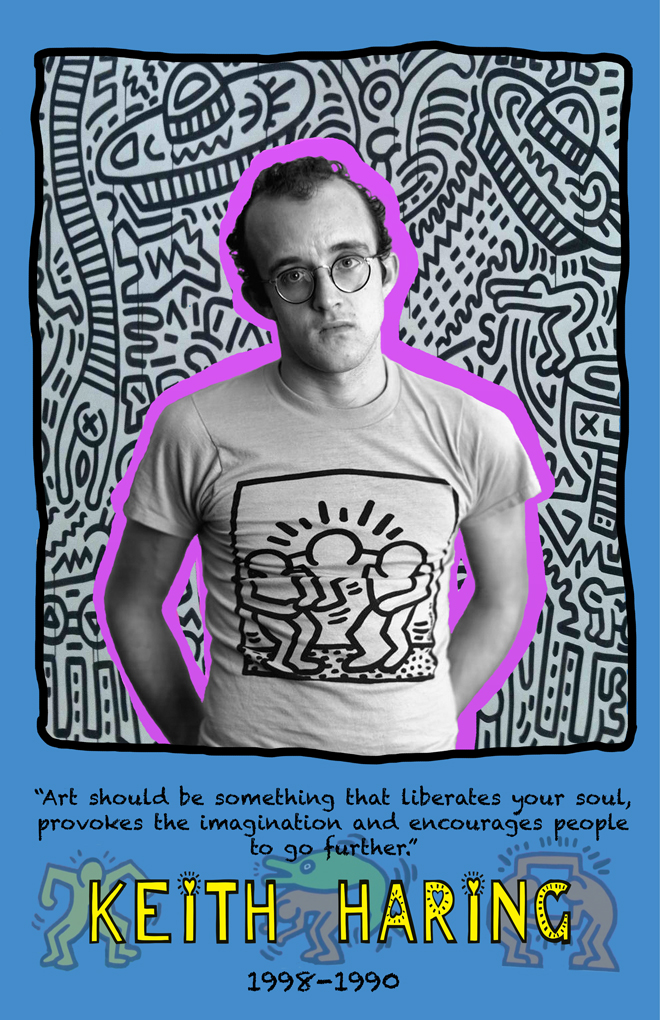 “Art should be something that liberates your soul,
provokes the imagination and encourages people
to go further.”
KEITH HARING
1998-1990